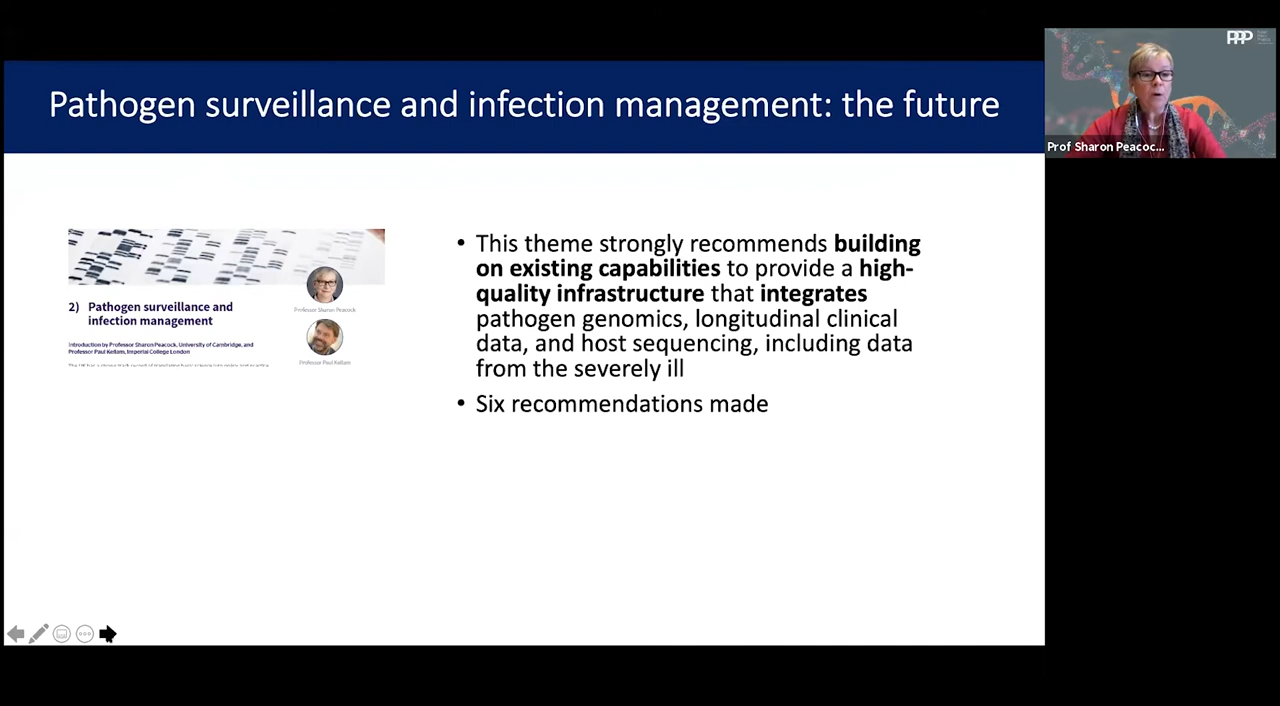 Pathogen surveillance and infection management: the future
PPP
Prof Sharon Peacoc...
• This theme strongly recommends building
on existing capabilities to provide a high-
quality infrastructure that integrates
pathogen genomics, longitudinal clinical
data, and host sequencing, including data
from the severely ill
• Six recommendations made
2) Pathogen surveillance and
infection management
Professor Sharon Peacock
Introduction by Professor Sharon Peacock, University of Cambridge, and
Professor Paul Kellam, Imperial College London
Professor Paul Kellam